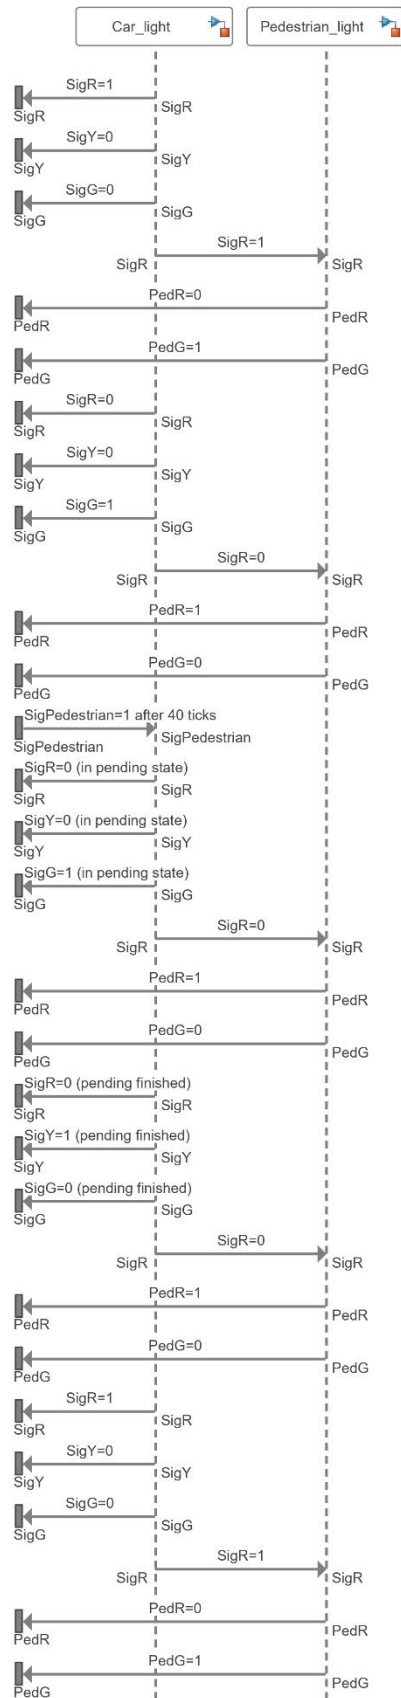 Car_light
Pedestrian_light
SigR=1
SigR
SigR
SigY=0
SigY
SigY
SigG=0
SigG
SigG
SigR=1
SigR
SigR
PedR=0
PedR
PedR
PedG=1
PedG
PedG
SigR=0
SigR
SigR
SigY=0
SigY
SigY
SigG=1
SigG
SigG
SigR=0
SigR
SigR
PedR=1
PedR
PedR
PedG=0
PedG
PedG
SigPedestrian=1 after 40 ticks
SigPedestrian
SigPedestrian
SigR=0 (in pending state)
SigR
SigR
SigY=0 (in pending state)
SigY
SigY
SigG=1 (in pending state)
SigG
SigG
SigR=0
SigR
SigR
PedR=1
PedR
PedR
PedG=0
PedG
PedG
SigR=0 (pending finished)
SigR
SigR
SigY=1 (pending finished)
SigY
SigY
SigG=0 (pending finished)
SigG
SigG
SigR=0
SigR
SigR
PedR=1
PedR
PedR
PedG=0
PedG
PedG
SigR=1
SigR
SigR
SigY=0
SigY
SigY
SigG=0
SigG
SigG
SigR=1
SigR
SigR
PedR=0
PedR
PedR
PedG=1
PedG
PedG